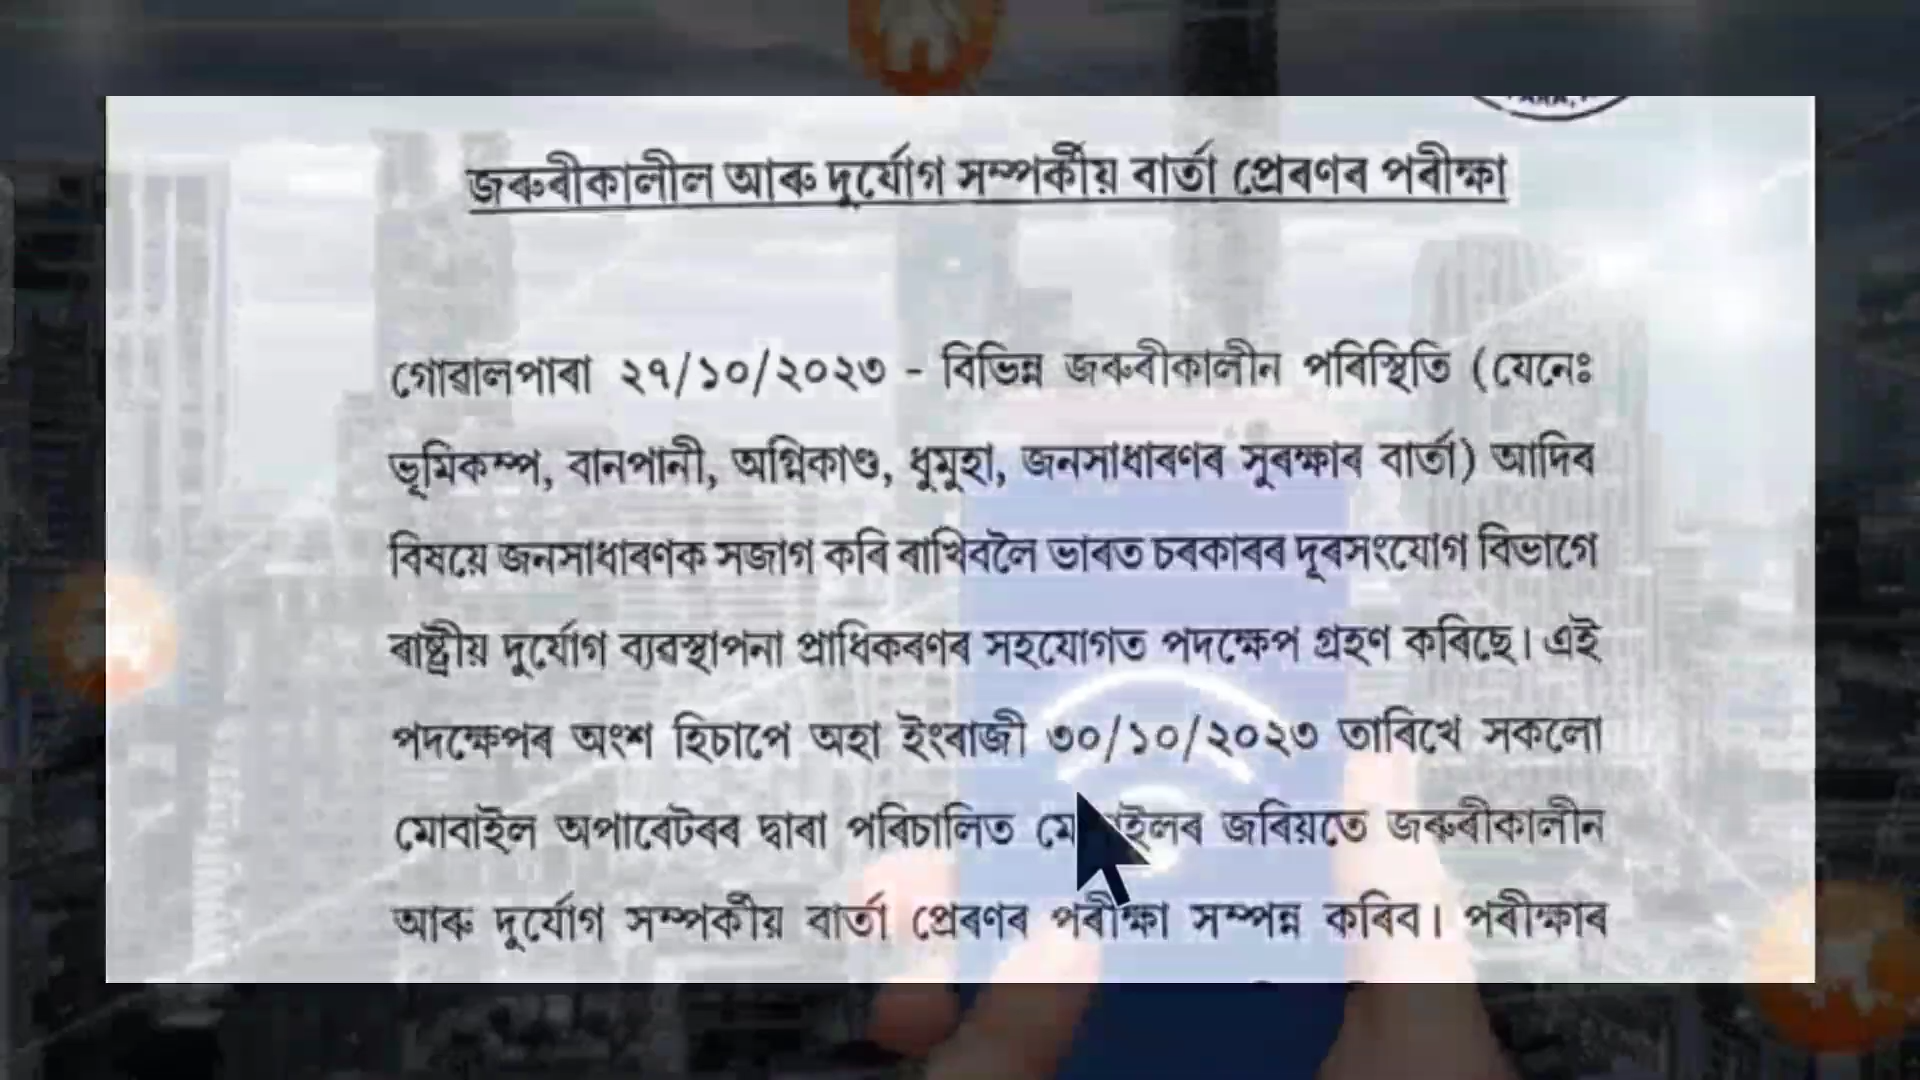 জৰুৰীকালীল আৰু দুৰ্যোগ সম্পৰ্কীয় বাৰ্তা প্ৰেৰণৰ পৰীক্ষা
গোৱালপাৰা ২৭/১০/২০২৩ - বিভিন্ন জৰুৰীকালীন পৰিস্থিতি (যেনেঃ
ভূমিকম্প, বানপানী, অগ্নিকাণ্ড, ধুমুহা, জনসাধাৰণৰ সুৰক্ষাৰ বাৰ্তা) আদিৰ
বিষয়ে জনসাধাৰণক সজাগ কৰি ৰাখিবলৈ ভাৰত চৰকাৰৰ দূৰসংযোগ বিভাগে
ৰাষ্ট্ৰীয় দুৰ্যোগ ব্যৱস্থাপনা প্ৰাধিকৰণৰ সহযোগত পদক্ষেপ গ্ৰহণ কৰিছে। এই
পদক্ষেপৰ অংশ হিচাপে অহা ইংৰাজী ৩০/১০/২০২৩ তাৰিখে সকলো
মোবাইল অপাৰেটৰৰ দ্বাৰা পৰিচালিত মোবাইলৰ জৰিয়তে জৰুৰীকালীন
আৰু দুৰ্যোগ সম্পৰ্কীয় বাৰ্তা প্ৰেৰণৰ পৰীক্ষা সম্পন্ন কৰিব। পৰীক্ষাৰ